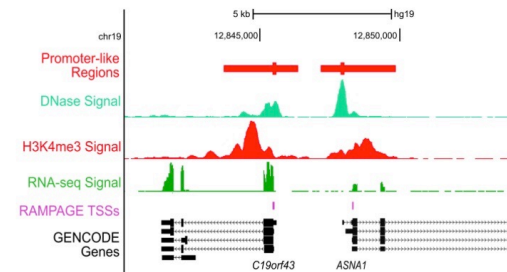 5 kb hg19
chr19 12,845,000 12,850,000
Promoter-like
Regions
DNase Signal
H3K4me3 Signal
RNA-seq Signal
RAMPAGE TSSs
GENCODE
Genes
C19orf43 ASNA1